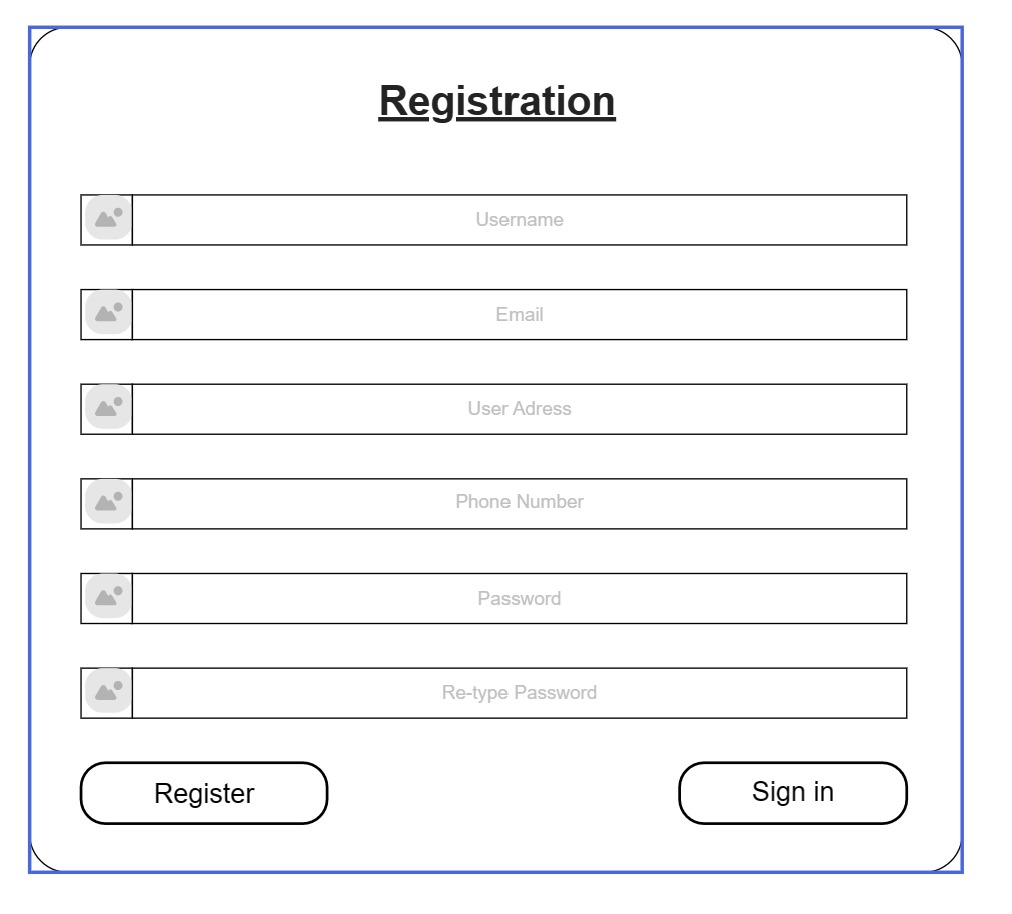 Registration
Username
Email
User Adress
Phone Number
Password
Re-type Password
Register
Sign in